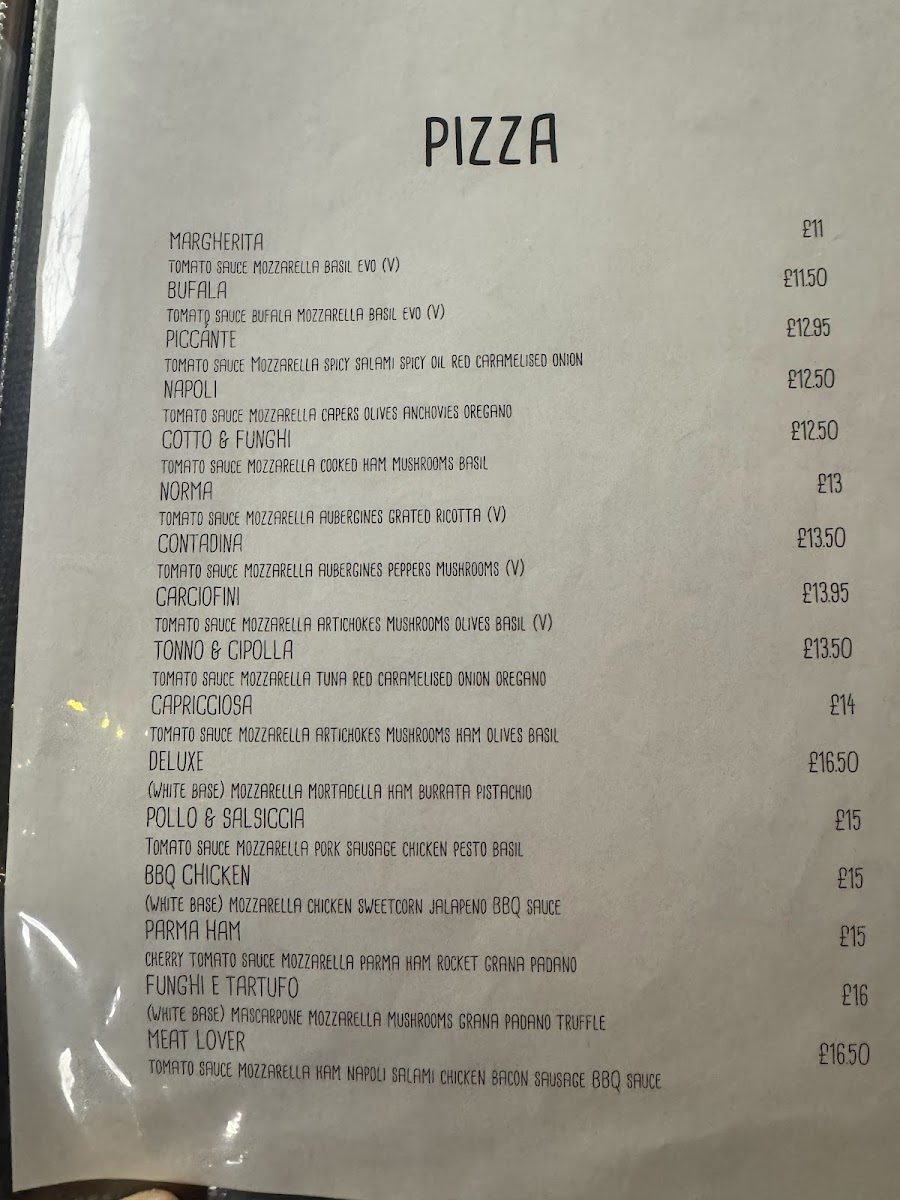 PIZZA
MARGHERITA £11
TOMATO SAUCE MOZZARELLA BASIL EVO (V)
BUFALA £11.50
TOMATO SAUCE BUFALA MOZZARELLA BASIL EVO (V)
PICCANTE £12.95
TOMATO SAUCE MOZZARELLA SPICY SALAMI SPICY OIL RED CARAMELISED ONION
NAPOLI £12.50
TOMATO SAUCE MOZZARELLA CAPERS OLIVES ANCHOVIES OREGANO
COTTO & FUNGHI £12.50
TOMATO SAUCE MOZZARELLA COOKED HAM MUSHROOMS BASIL
NORMA £13
TOMATO SAUCE MOZZARELLA AUBERGINES GRATED RICOTTA (V)
CONTADINA £13.50
TOMATO SAUCE MOZZARELLA AUBERGINES PEPPERS MUSHROOMS (V)
CARCIOFINI £13.95
TOMATO SAUCE MOZZARELLA ARTICHOKES MUSHROOMS OLIVES BASIL (V)
TONNO & CIPOLLA £13.50
TOMATO SAUCE MOZZARELLA TUNA RED CARAMELISED ONION OREGANO
CAPRICCIOSA £14
TOMATO SAUCE MOZZARELLA ARTICHOKES MUSHROOMS HAM OLIVES BASIL
DELUXE £16.50
(WHITE BASE) MOZZARELLA MORTADELLA HAM BURRATA PISTACHIO
POLLO & SALSICCIA £15
TOMATO SAUCE MOZZARELLA PORK SAUSAGE CHICKEN PESTO BASIL
BBQ CHICKEN £15
(WHITE BASE) MOZZARELLA CHICKEN SWEETCORN JALAPENO BBQ SAUCE
PARMA HAM £15
CHERRY TOMATO SAUCE MOZZARELLA PARMA HAM ROCKET GRANA PADANO
FUNGHI E TARTUFO £16
(WHITE BASE) MASCARPONE MOZZARELLA MUSHROOMS GRANA PADANO TRUFFLE
MEAT LOVER £16.50
TOMATO SAUCE MOZZARELLA HAM NAPOLI SALAMI CHICKEN BACON SAUSAGE BBQ SAUCE